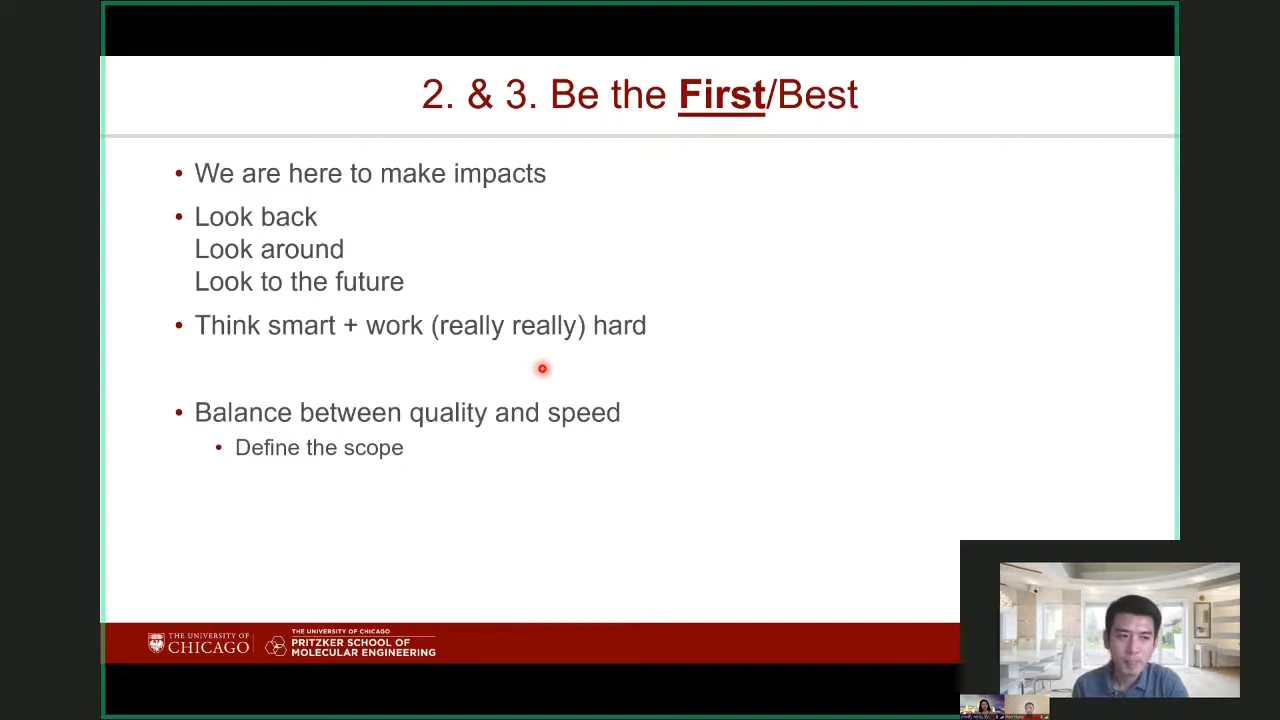 2. & 3. Be the First/Best
• We are here to make impacts
• Look back
Look around
Look to the future
• Think smart + work (really really) hard
• Balance between quality and speed
• Define the scope
THE UNIVERSITY OF
CHICAGO
THE UNIVERSITY OF CHICAGO
PRITZKER SCHOOL OF
MOLECULAR ENGINEERING